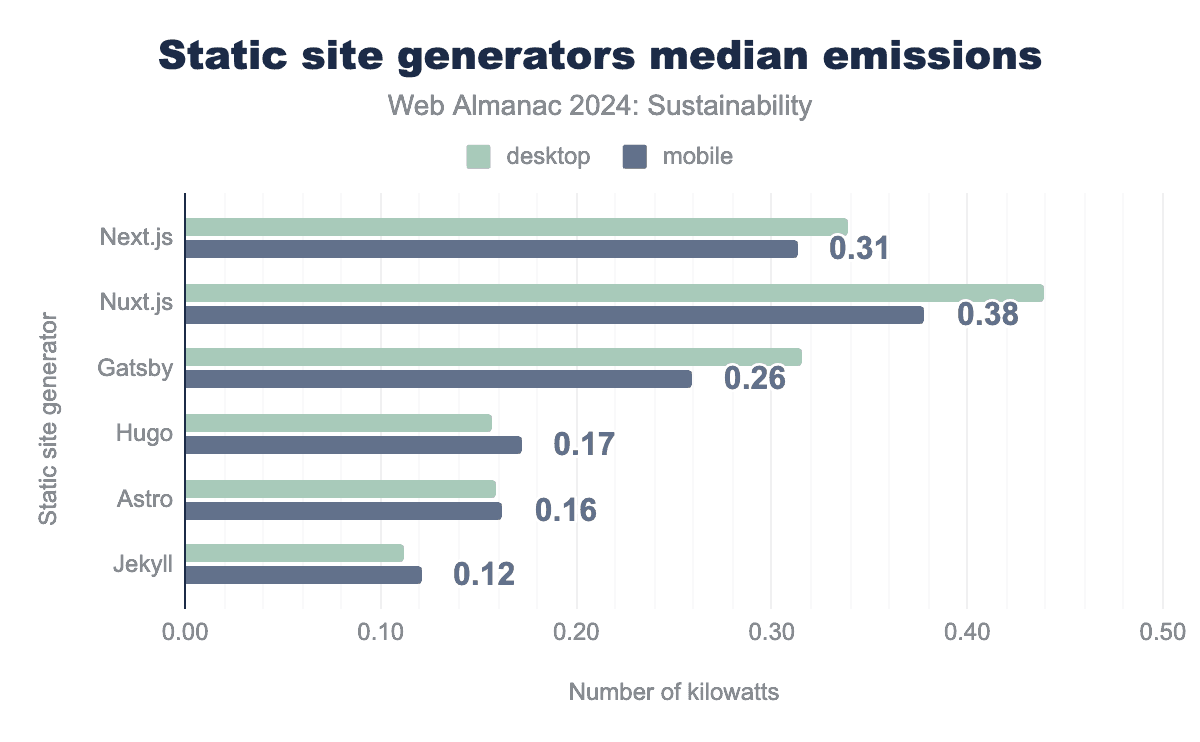 Static site generators median emissions
Web Almanac 2024: Sustainability
desktop mobile
Static site generator
Next.js 0.31
Nuxt.js 0.38
Gatsby 0.26
Hugo 0.17
Astro 0.16
Jekyll 0.12
0.00 0.10 0.20 0.30 0.40 0.50
Number of kilowatts